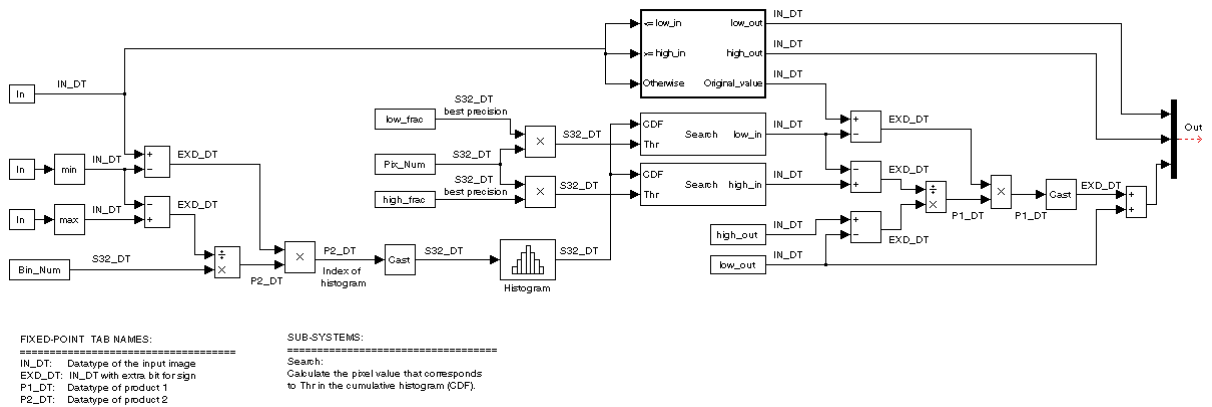 <= low_in low_out IN_DT
>= high_in high_out IN_DT
Otherwise Original_value IN_DT
In IN_DT
S32_DT
best precision
low_frac
× S32_DT
CDF
Thr
Search low_in IN_DT
+
− EXD_DT
Out
In min IN_DT
+
− EXD_DT
Pix_Num S32_DT
S32_DT
best precision
high_frac
× S32_DT
CDF
Thr
Search high_in IN_DT
−
+ EXD_DT
÷
× P1_DT
× P1_DT
Cast EXD_DT
+
+
In max IN_DT
−
+ EXD_DT
high_out IN_DT
+
− EXD_DT
low_out IN_DT
Bin_Num S32_DT
÷
× P2_DT
× P2_DT
Index of
histogram
Cast S32_DT
S32_DT
Histogram
FIXED-POINT TAB NAMES:
===================================
IN_DT: Datatype of the input image
EXD_DT: IN_DT with extra bit for sign
P1_DT: Datatype of product 1
P2_DT: Datatype of product 2
SUB-SYSTEMS:
===================================
Search:
Calculate the pixel value that corresponds
to Thr in the cumulative histogram (CDF).